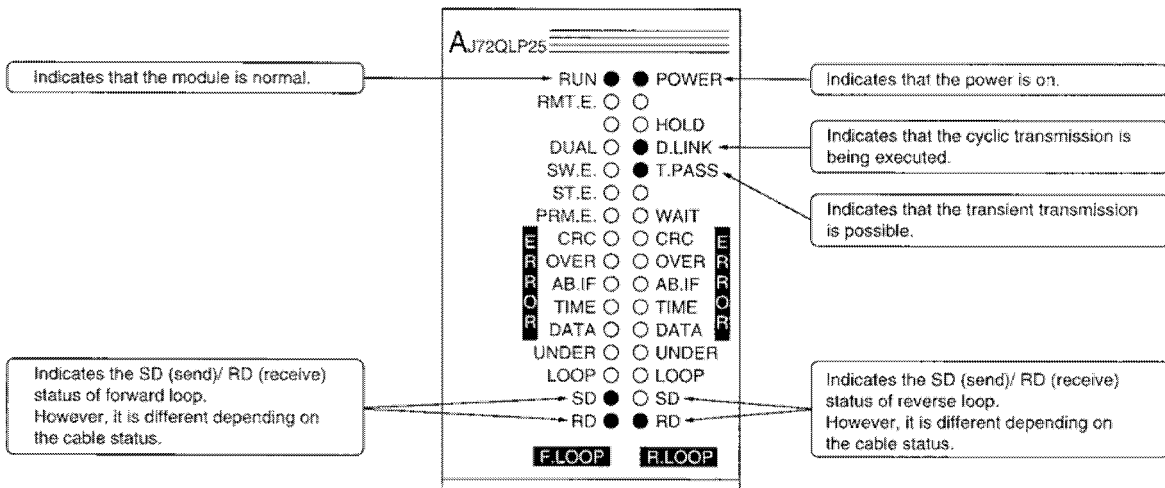 AJ72QLP25
Indicates that the module is normal.
RUN POWER
Indicates that the power is on.
RMT.E.
HOLD
DUAL D.LINK
Indicates that the cyclic transmission is
being executed.
SW.E. T.PASS
ST.E.
PRM.E. WAIT
Indicates that the transient transmission
is possible.
ERROR
CRC CRC
OVER OVER
AB.IF AB.IF
TIME TIME
DATA DATA
ERROR
UNDER UNDER
LOOP LOOP
SD SD
RD RD
Indicates the SD (send)/ RD (receive)
status of forward loop.
However, it is different depending on
the cable status.
Indicates the SD (send)/ RD (receive)
status of reverse loop.
However, it is different depending on
the cable status.
F.LOOP R.LOOP